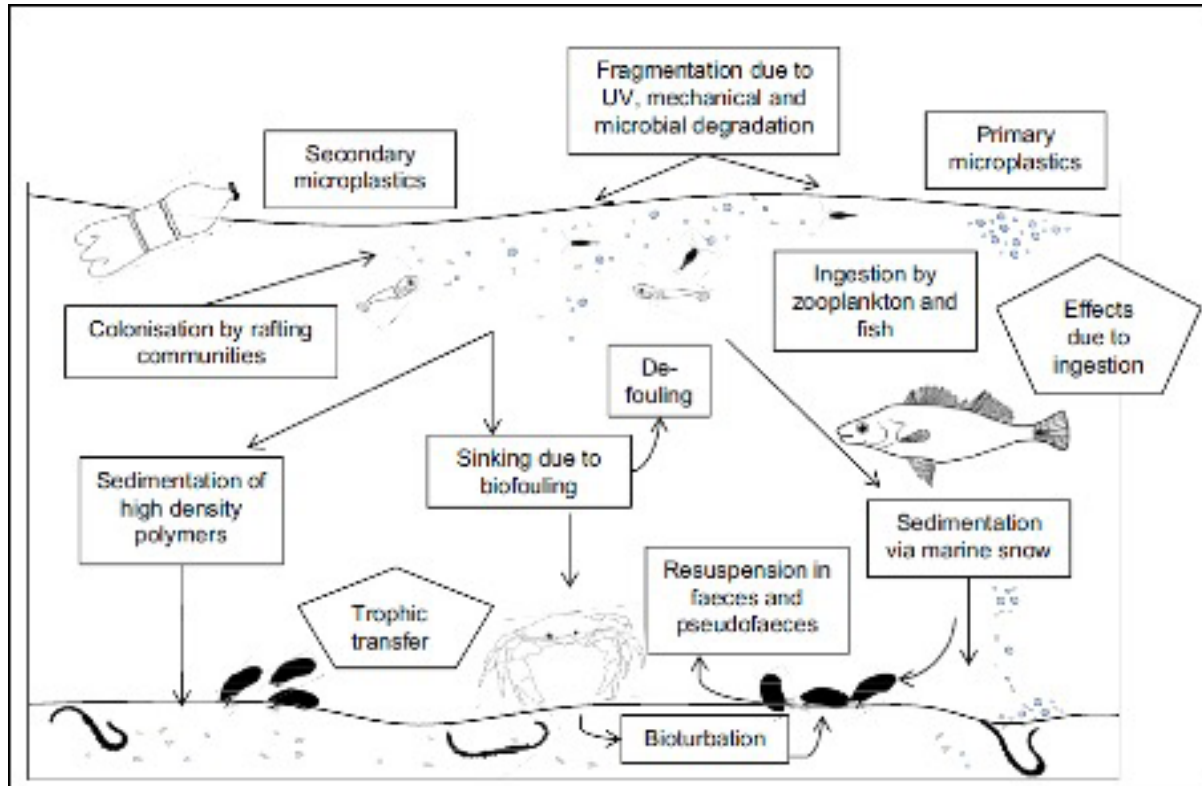 Fragmentation due to
UV, mechanical and
microbial degradation
Secondary
microplastics
Primary
microplastics
Colonisation by rafting
communities
Ingestion by
zooplankton and
fish
Effects
due to
ingestion
De-
fouling
Sinking due to
biofouling
Sedimentation of
high density
polymers
Sedimentation
via marine snow
Resuspension in
faeces and
pseudofaeces
Trophic
transfer
Bioturbation